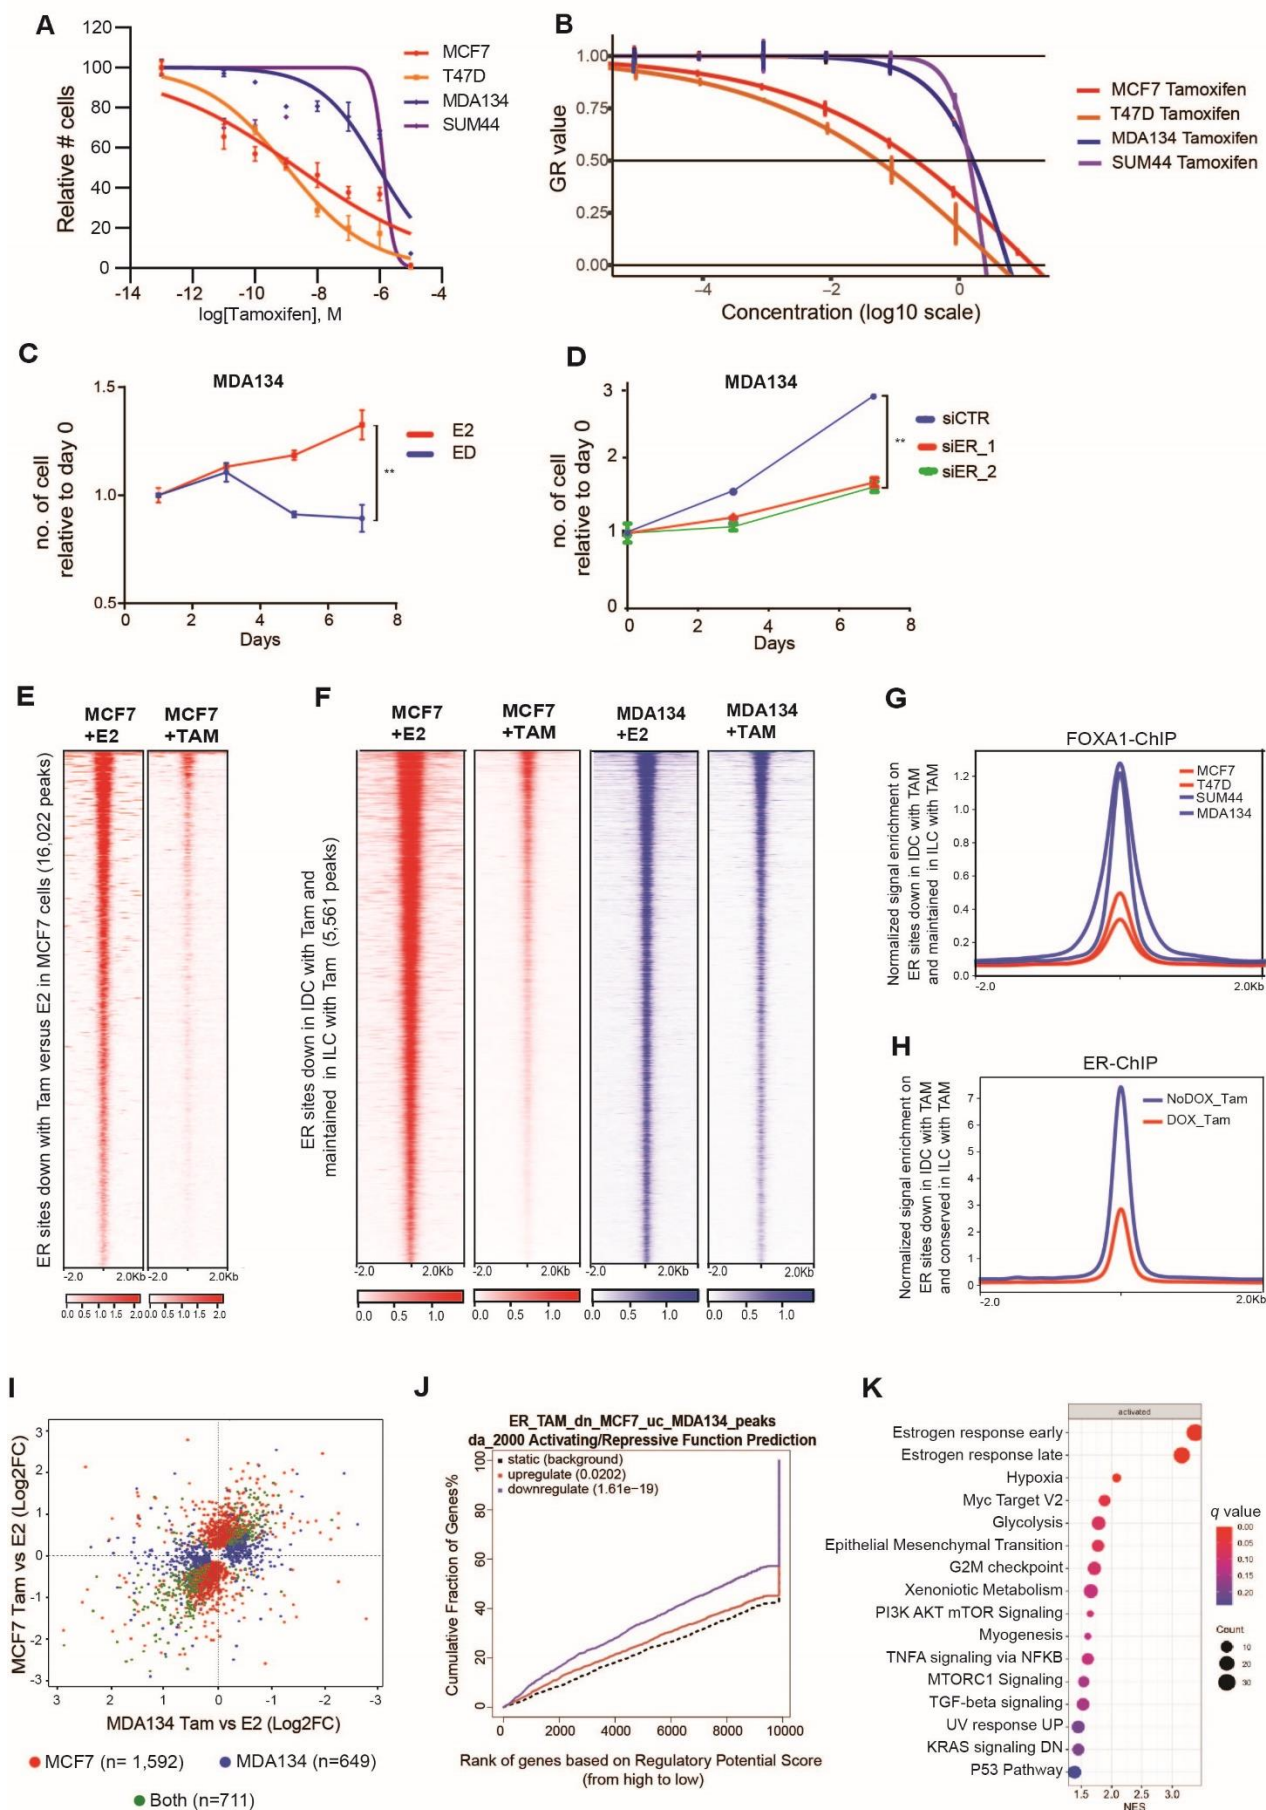 A
120
100
80
60
40
20
0
Relative # cells
-14
-12
-10
-8
-6
-4
log[Tamoxifen], M
MCF7
T47D
MDA134
SUM44
B
1.00
0.75
0.50
0.25
0.00
GR value
−4
−2
0
Concentration (log10 scale)
MCF7 Tamoxifen
T47D Tamoxifen
MDA134 Tamoxifen
SUM44 Tamoxifen
C
MDA134
1.5
1.0
0.5
no. of cell
relative to day 0
0
2
4
6
8
Days
E2
ED
**
D
MDA134
3
2
1
0
no. of cell
relative to day 0
0
2
4
6
8
Days
siCTR
siER_1
siER_2
**
E
MCF7
+E2
MCF7
+TAM
ER sites down with Tam versus E2 in MCF7 cells (16,022 peaks)
-2.0
2.0Kb
-2.0
2.0Kb
0.0 0.5 1.0 1.5 2.0
0.0 0.5 1.0 1.5 2.0
F
MCF7
+E2
MCF7
+TAM
MDA134
+E2
MDA134
+TAM
ER sites down in IDC with Tam and
maintained in ILC with Tam (5,561 peaks)
-2.0
2.0Kb
-2.0
2.0Kb
-2.0
2.0Kb
-2.0
2.0Kb
0.0 0.5 1.0
0.0 0.5 1.0
0.0 0.5 1.0
0.0 0.5 1.0
G
FOXA1-ChIP
Normalized signal enrichment on
ER sites down in IDC with TAM
and maintained in ILC with TAM
1.2
1.0
0.8
0.6
0.4
0.2
0.0
-2.0
2.0Kb
MCF7
T47D
SUM44
MDA134
H
ER-ChIP
Normalized signal enrichment on
ER sites down in IDC with TAM
and conserved in ILC with TAM
7
6
5
4
3
2
1
0
-2.0
2.0Kb
NoDOX_Tam
DOX_Tam
I
3
2
1
0
-1
-2
-3
MCF7 Tam vs E2 (Log2FC)
3
2
1
0
-1
-2
-3
MDA134 Tam vs E2 (Log2FC)
MCF7 (n= 1,592)
MDA134 (n=649)
Both (n=711)
J
ER_TAM_dn_MCF7_uc_MDA134_peaks
da_2000 Activating/Repressive Function Prediction
static (background)
upregulate (0.0202)
downregulate (1.61e−19)
100
80
60
40
20
0
Cumulative Fraction of Genes%
0
2000
4000
6000
8000
10000
Rank of genes based on Regulatory Potential Score
(from high to low)
K
activated
Estrogen response early
Estrogen response late
Hypoxia
Myc Target V2
Glycolysis
Epithelial Mesenchymal Transition
G2M checkpoint
Xenoniotic Metabolism
PI3K AKT mTOR Signaling
Myogenesis
TNFA signaling via NFKB
MTORC1 Signaling
TGF-beta signaling
UV response UP
KRAS signaling DN
P53 Pathway
1.5
2.0
2.5
3.0
NES
q value
0.00
0.05
0.10
0.15
0.20
Count
10
20
30